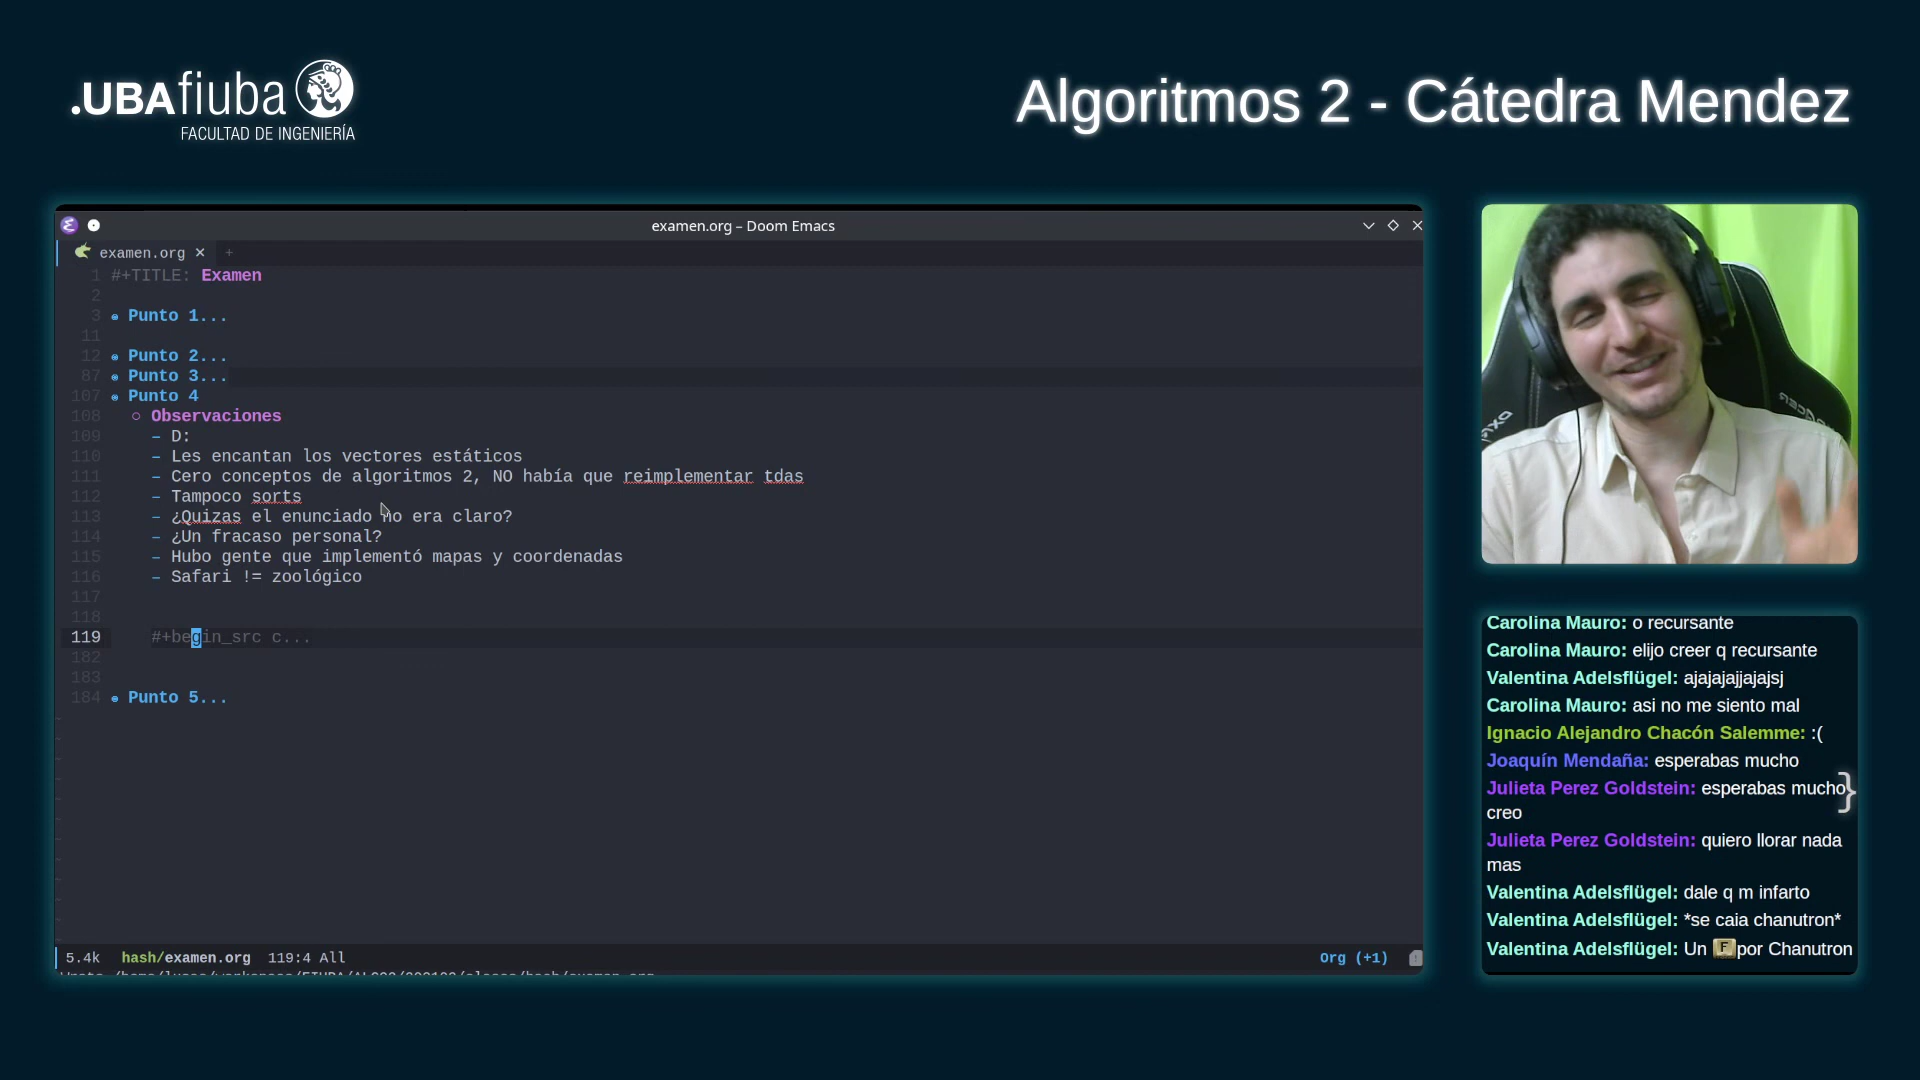 .UBAfiuba
FACULTAD DE INGENIERÍA
Algoritmos 2 - Cátedra Mendez
examen.org – Doom Emacs
examen.org × +
1 #+TITLE: Examen
2
3 Punto 1...
11
12 Punto 2...
87 Punto 3...
107 Punto 4
108 Observaciones
109 – D:
110 – Les encantan los vectores estáticos
111 – Cero conceptos de algoritmos 2, NO había que reimplementar tdas
112 – Tampoco sorts
113 – ¿Quizas el enunciado no era claro?
114 – ¿Un fracaso personal?
115 – Hubo gente que implementó mapas y coordenadas
116 – Safari != zoológico
117
118
119 #+begin_src c...
182
183
184 Punto 5...
5.4k hash/examen.org 119:4 All Org (+1)
Carolina Mauro: o recursante
Carolina Mauro: elijo creer q recursante
Valentina Adelsflügel: ajajajajjajajsj
Carolina Mauro: asi no me siento mal
Ignacio Alejandro Chacón Salemme: :(
Joaquín Mendaña: esperabas mucho
Julieta Perez Goldstein: esperabas mucho
creo
}
Julieta Perez Goldstein: quiero llorar nada
mas
Valentina Adelsflügel: dale q m infarto
Valentina Adelsflügel: *se caia chanutron*
Valentina Adelsflügel: Un F por Chanutron